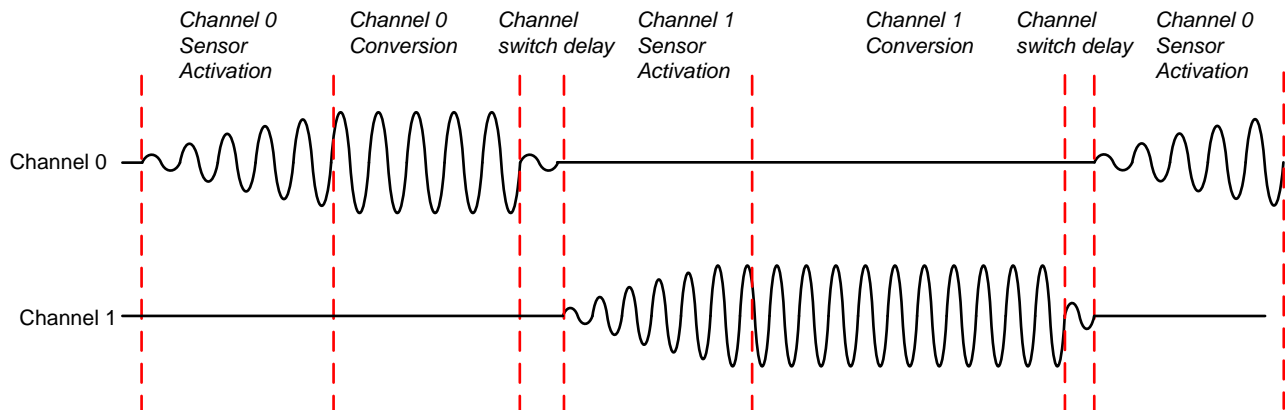 Channel 0
Sensor
Activation
Channel 0
Conversion
Channel
switch delay
Channel 1
Sensor
Activation
Channel 1
Conversion
Channel
switch delay
Channel 0
Sensor
Activation
Channel 0
Channel 1